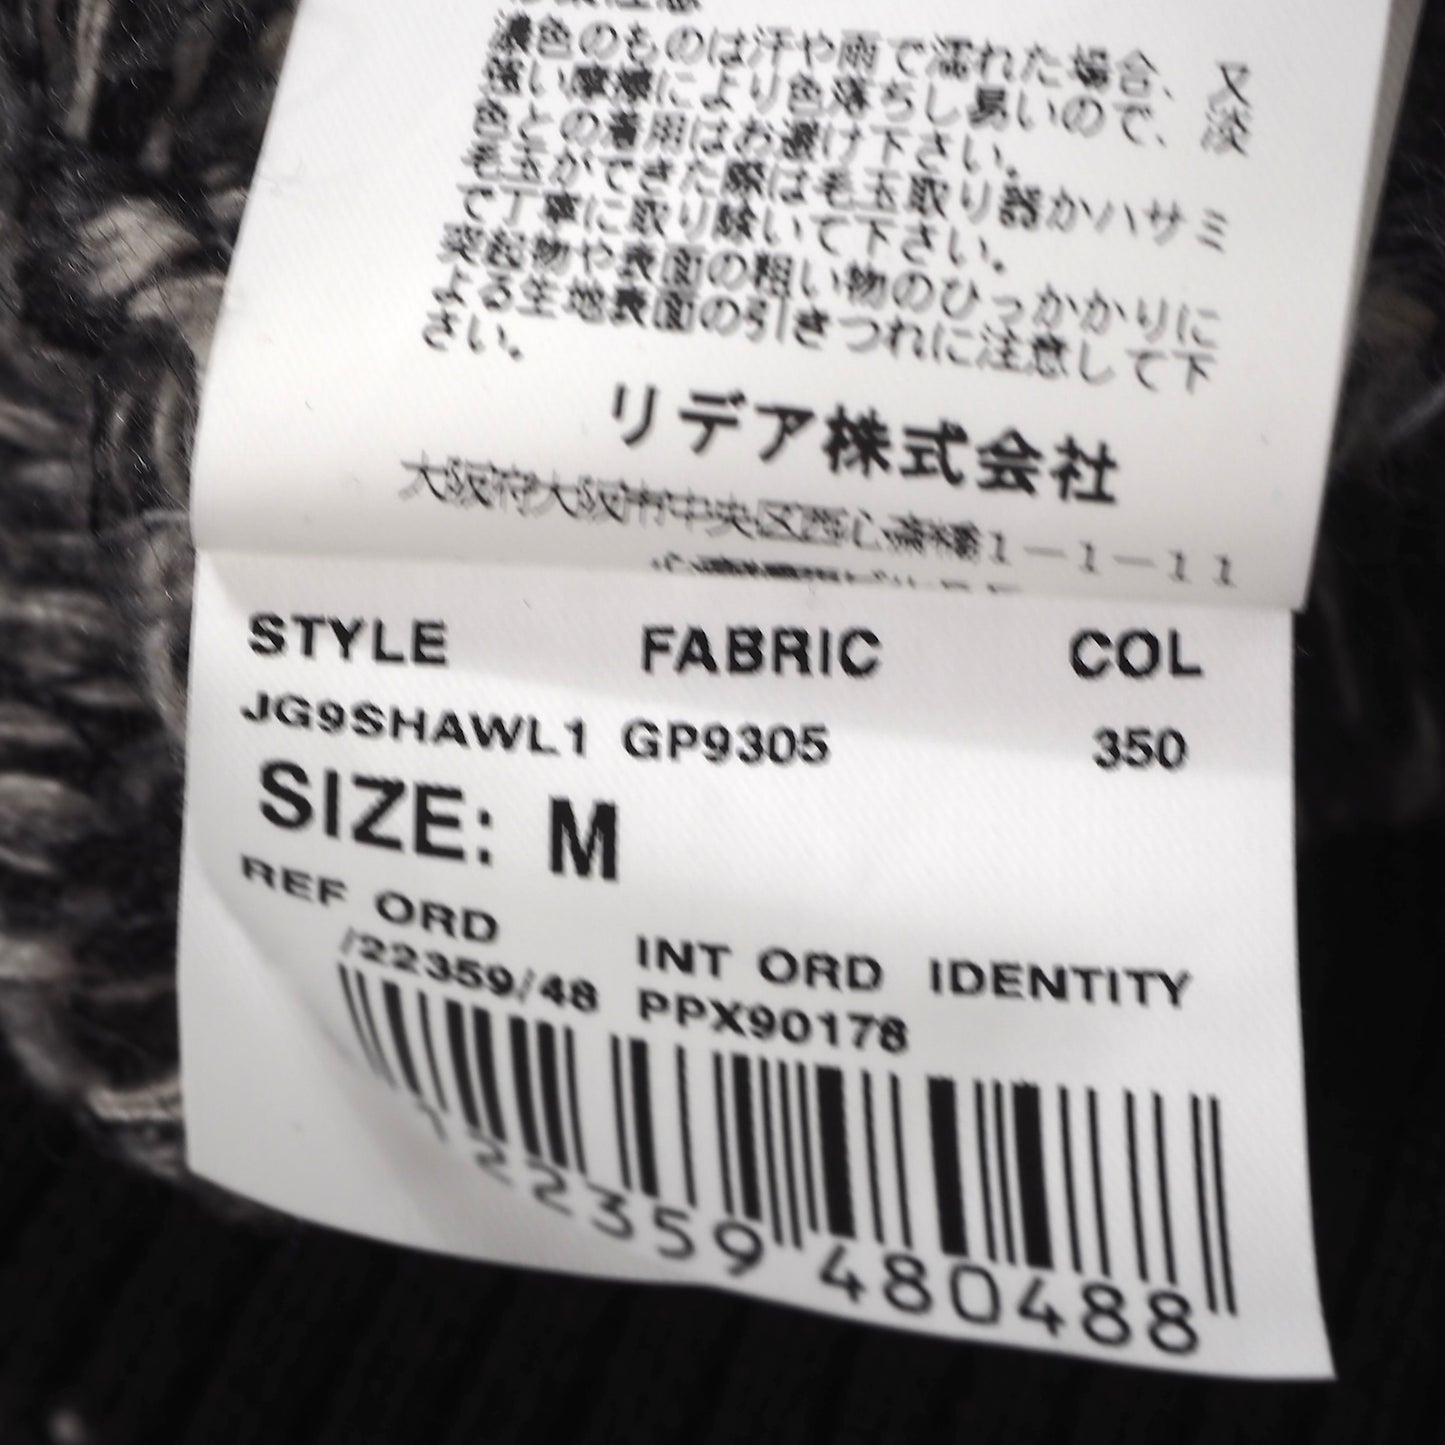 濃色のものは汗や雨で濡れた場合、又
強い摩擦により色落ちし易いので、淡
色との着用はお避け下さい。
毛玉ができた際は毛玉取り器かハサミ
で丁寧に取り除いて下さい。
突起物や表面の粗い物のひっかかりに
よる生地表面の引きつれに注意して下
さい。
リデア株式会社
大阪府大阪市中央区西心斎橋1-1-11
STYLE FABRIC COL
JG9SHAWL1 GP9305 350
SIZE: M
REF ORD INT ORD IDENTITY
/22359/48 PPX90178
22359 480488